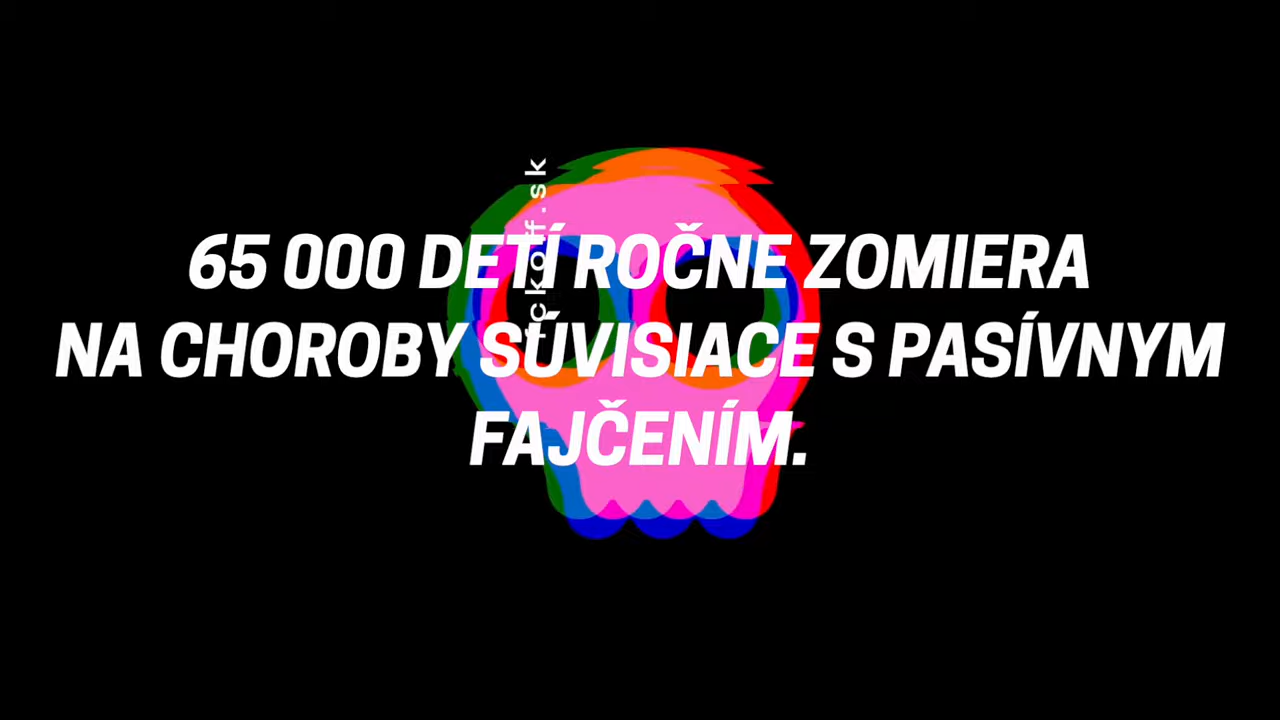 65 000 DETÍ ROČNE ZOMIERA
NA CHOROBY SÚVISIACE S PASÍVNYM
FAJČENÍM.